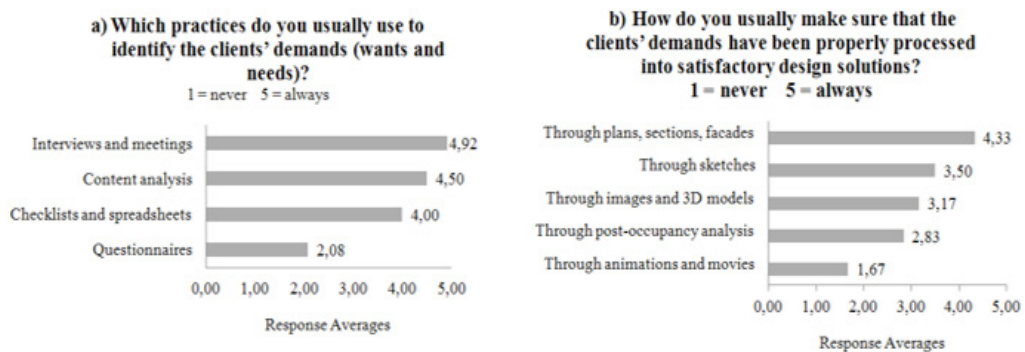 a) Which practices do you usually use to
identify the clients' demands (wants and
needs)?
1 = never 5 = always
Interviews and meetings
4,92
Content analysis
4,50
Checklists and spreadsheets
4,00
Questionnaires
2,08
0,00 1,00 2,00 3,00 4,00 5,00
Response Averages
b) How do you usually make sure that the
clients' demands have been properly processed
into satisfactory design solutions?
1 = never 5 = always
Through plans, sections, facades
4,33
Through sketches
3,50
Through images and 3D models
3,17
Through post-occupancy analysis
2,83
Through animations and movies
1,67
0,00 1,00 2,00 3,00 4,00 5,00
Response Averages